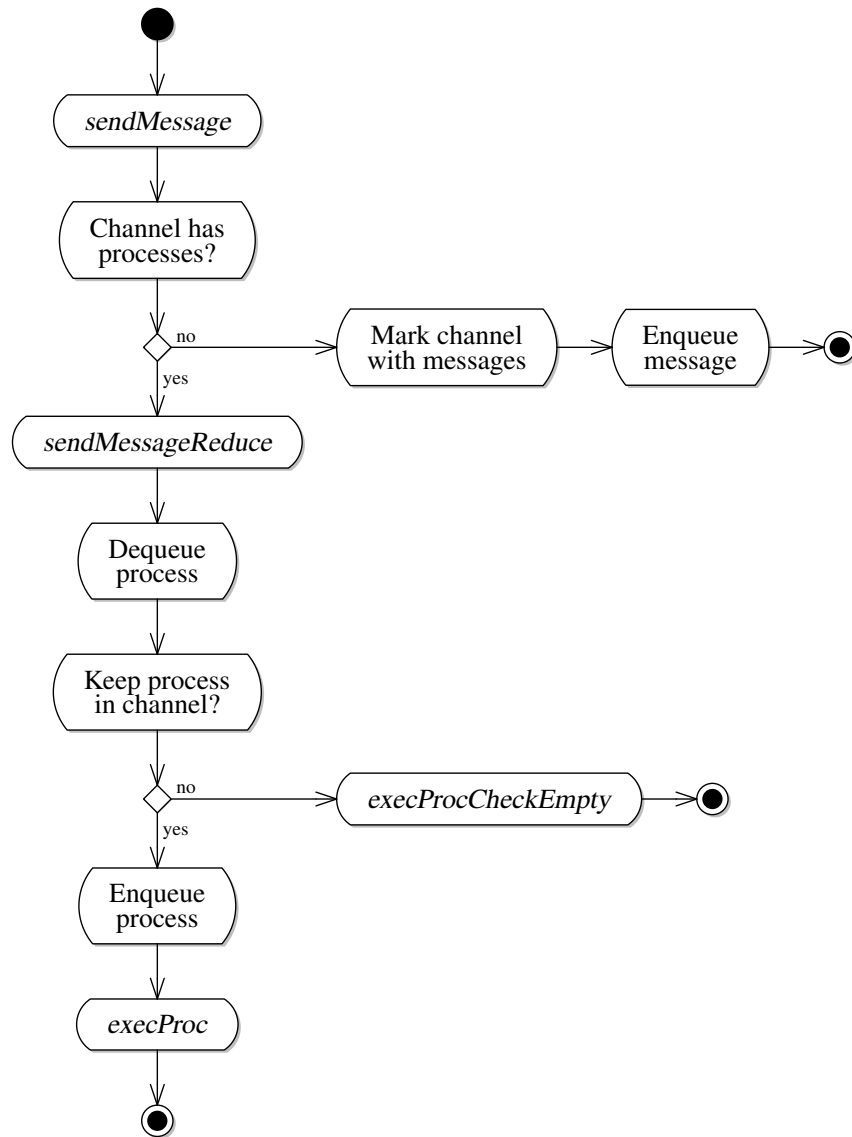 sendMessage
Channel has
processes?
no
Mark channel
with messages
Enqueue
message
yes
sendMessageReduce
Dequeue
process
Keep process
in channel?
no
execProcCheckEmpty
yes
Enqueue
process
execProc